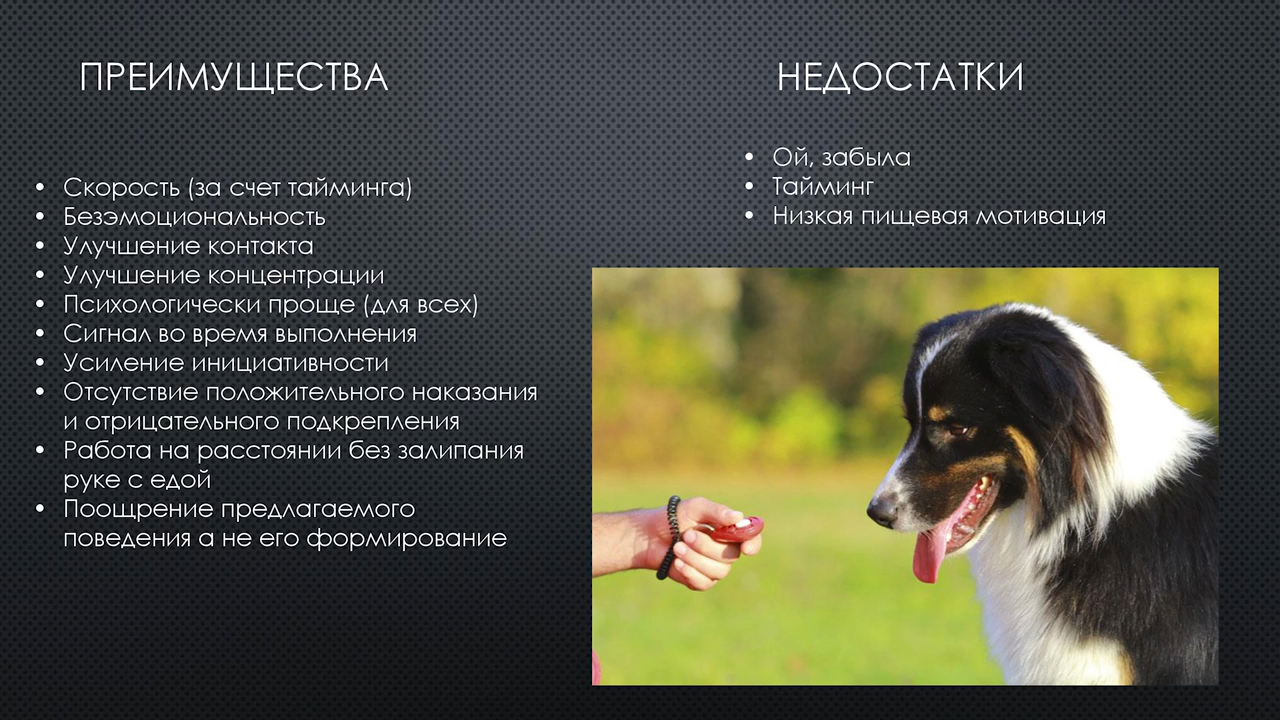 ПРЕИМУЩЕСТВА
Скорость (за счет тайминга)
Безэмоциональность
Улучшение контакта
Улучшение концентрации
Психологически проще (для всех)
Сигнал во время выполнения
Усиление инициативности
Отсутствие положительного наказания
и отрицательного подкрепления
Работа на расстоянии без залипания
руке с едой
Поощрение предлагаемого
поведения а не его формирование
НЕДОСТАТКИ
Ой, забыла
Тайминг
Низкая пищевая мотивация